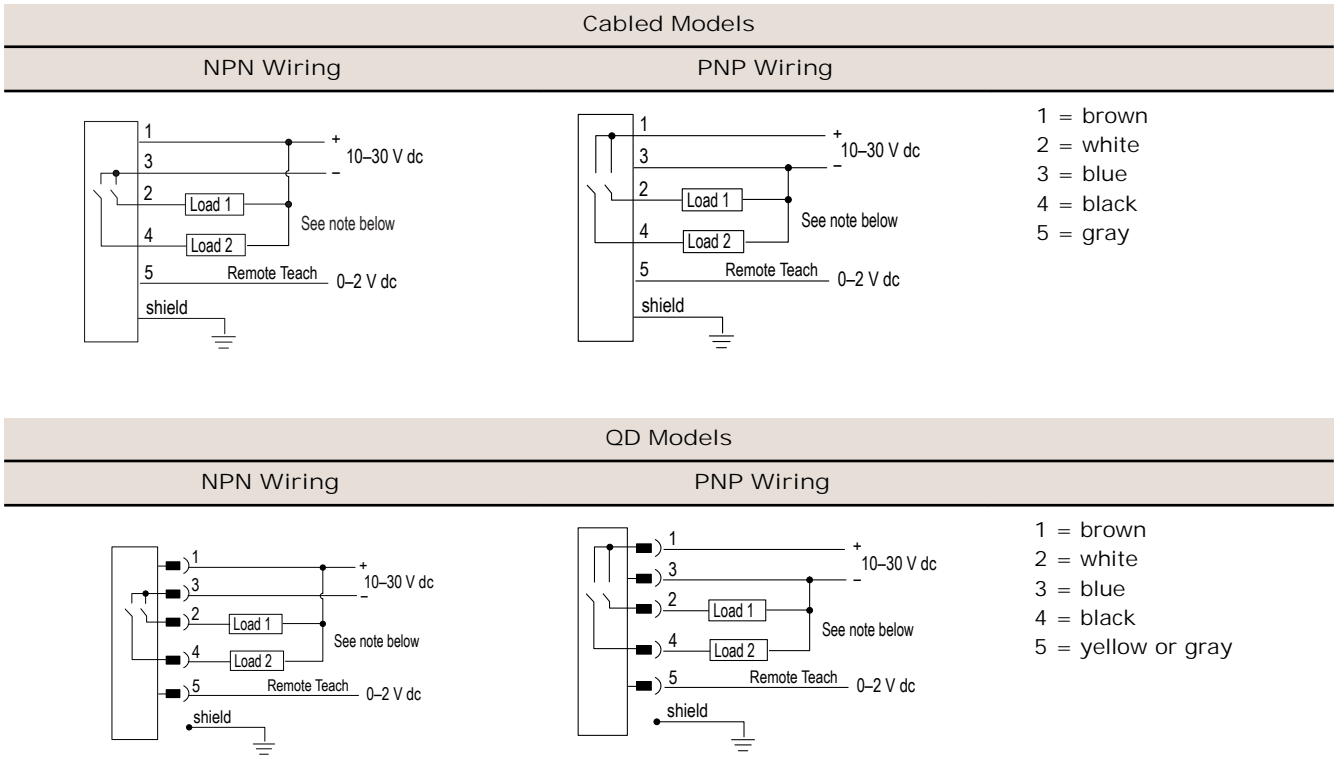 Cabled Models
NPN Wiring
PNP Wiring
1
+
10–30 V dc
3
–
2
Load 1
See note below
4
Load 2
5
Remote Teach
0–2 V dc
shield
1
+
10–30 V dc
3
–
2
Load 1
See note below
4
Load 2
5
Remote Teach
0–2 V dc
shield
1 = brown
2 = white
3 = blue
4 = black
5 = gray
QD Models
NPN Wiring
PNP Wiring
1
+
10–30 V dc
3
–
2
Load 1
See note below
4
Load 2
5
Remote Teach
0–2 V dc
shield
1
+
10–30 V dc
3
–
2
Load 1
See note below
4
Load 2
5
Remote Teach
0–2 V dc
shield
1 = brown
2 = white
3 = blue
4 = black
5 = yellow or gray